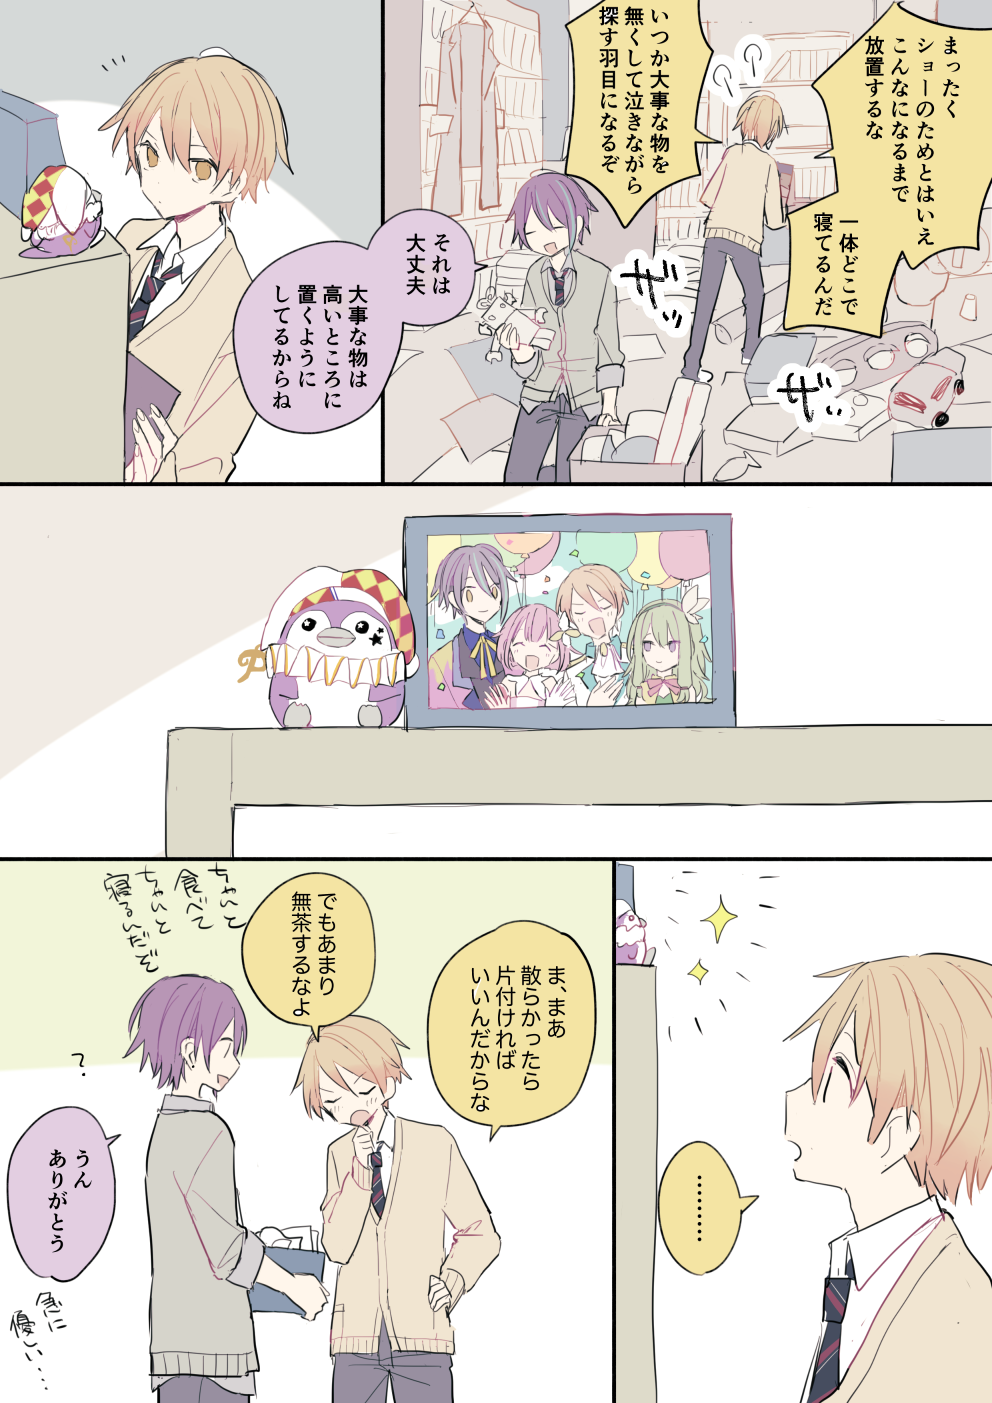 まったく
ショーのためとはいえ
こんなになるまで
放置するな
一体どこで
寝てるんだ
いつか大事な物を
無くして泣きながら
探す羽目になるぞ
ザッ
ザッ
それは
大丈夫
大事な物は
高いところに
置くように
してるからね
………
ま、まあ
散らかったら
片付ければ
いいんだからな
でもあまり
無茶するなよ
ちゃんと
食べて
ちゃんと
寝るんだぞ
?
うん
ありがとう
急に
優しい...